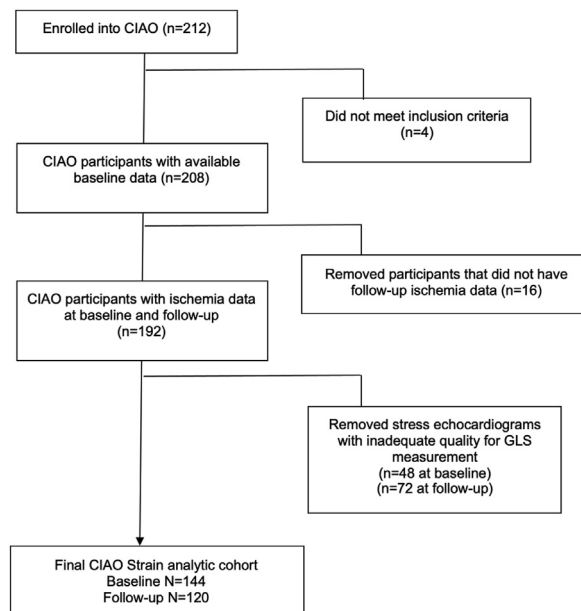 Enrolled into CIAO (n=212)
Did not meet inclusion criteria
(n=4)
CIAO participants with available
baseline data (n=208)
Removed participants that did not have
follow-up ischemia data (n=16)
CIAO participants with ischemia data
at baseline and follow-up
(n=192)
Removed stress echocardiograms
with inadequate quality for GLS
measurement
(n=48 at baseline)
(n=72 at follow-up)
Final CIAO Strain analytic cohort
Baseline N=144
Follow-up N=120